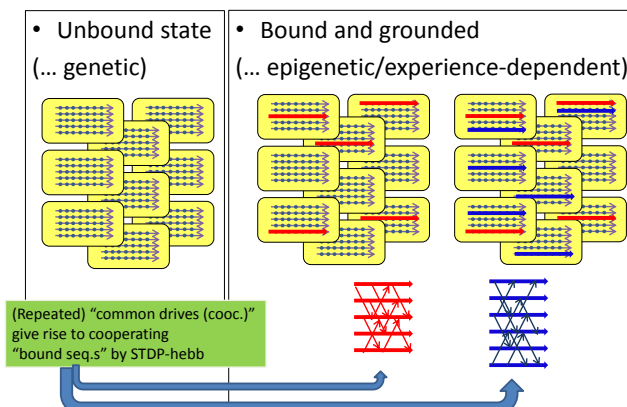 • Unbound state
(... genetic)
• Bound and grounded
(... epigenetic/experience-dependent)
(Repeated) “common drives (cooc.)”
give rise to cooperating
“bound seq.s” by STDP-hebb